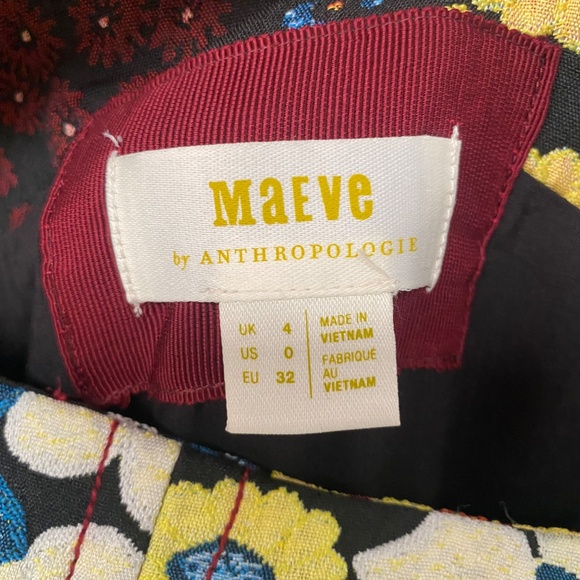 MaEve
by ANTHROPOLOGIE
UK 4
US 0
EU 32
MADE IN
VIETNAM
FABRIQUÉ
AU
VIETNAM